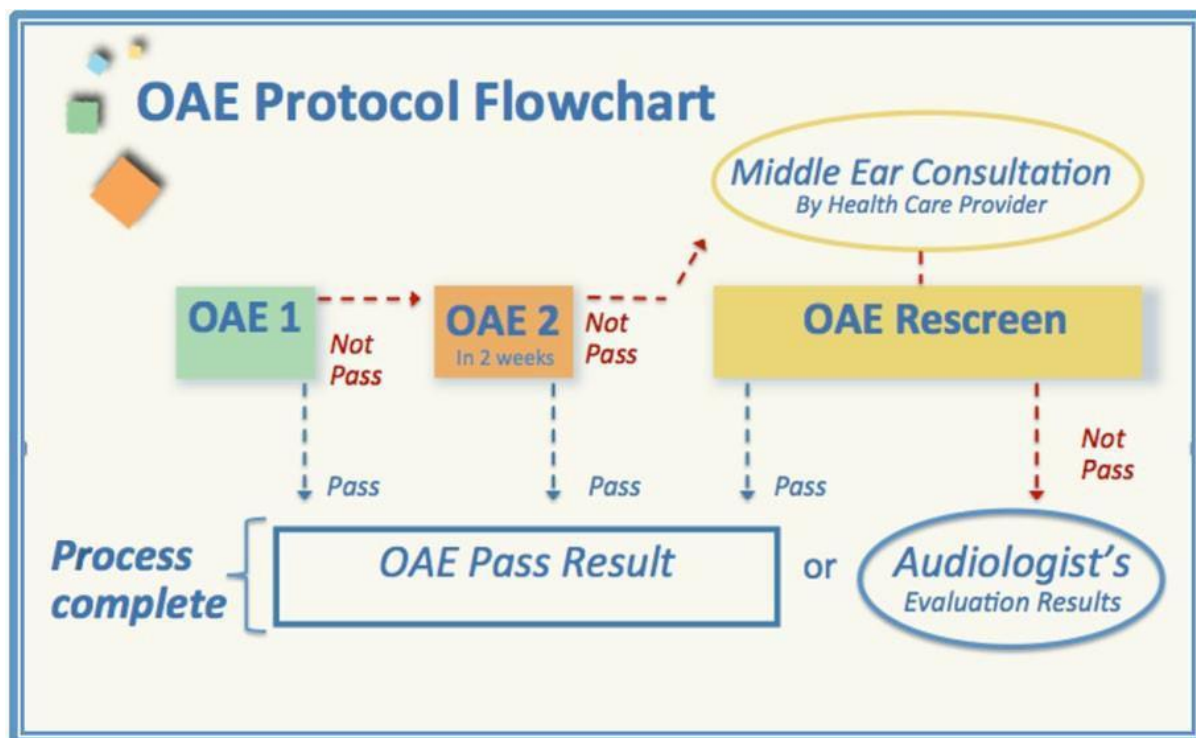 OAE Protocol Flowchart
Middle Ear Consultation
By Health Care Provider
OAE 1
Not
Pass
OAE 2
In 2 weeks
Not
Pass
OAE Rescreen
Not
Pass
Pass
Pass
Pass
Process
complete
OAE Pass Result
or
Audiologist's
Evaluation Results